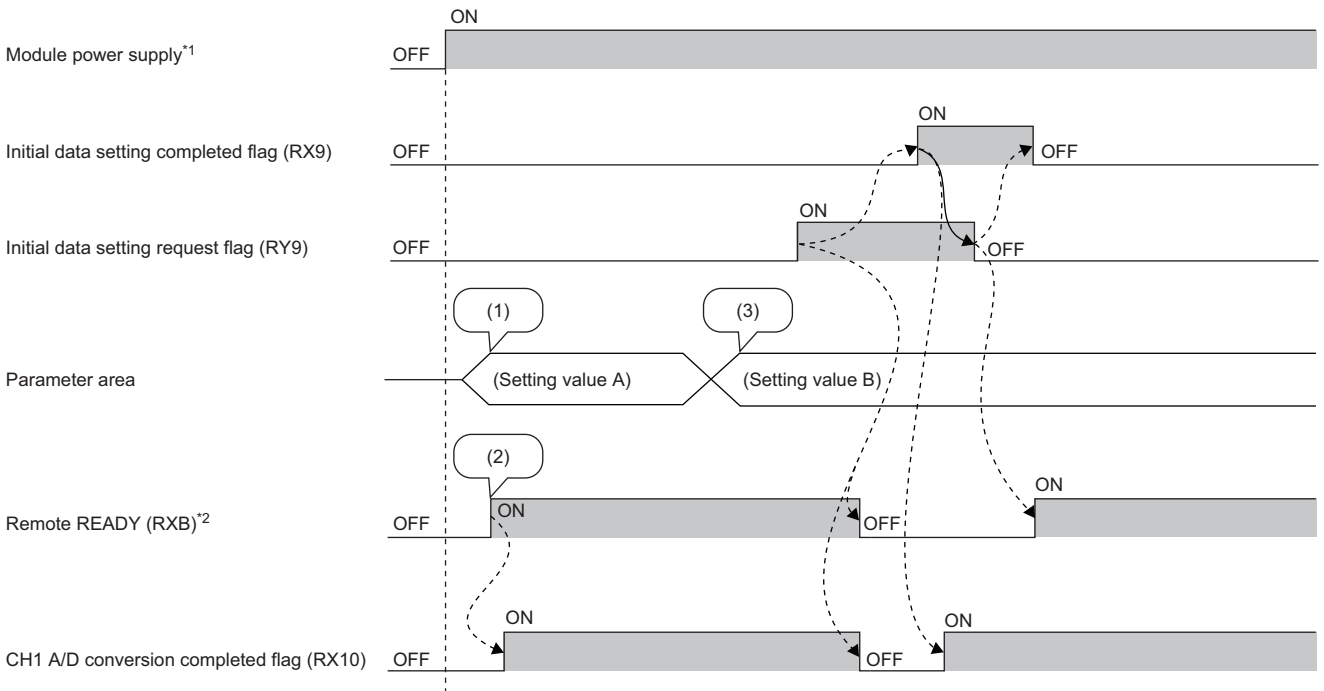 ON
Module power supply*1 OFF
ON
Initial data setting completed flag (RX9) OFF OFF
ON
Initial data setting request flag (RY9) OFF OFF
(1) (3)
Parameter area (Setting value A) (Setting value B)
(2)
ON
Remote READY (RXB)*2 OFF ON OFF
ON ON
CH1 A/D conversion completed flag (RX10) OFF OFF